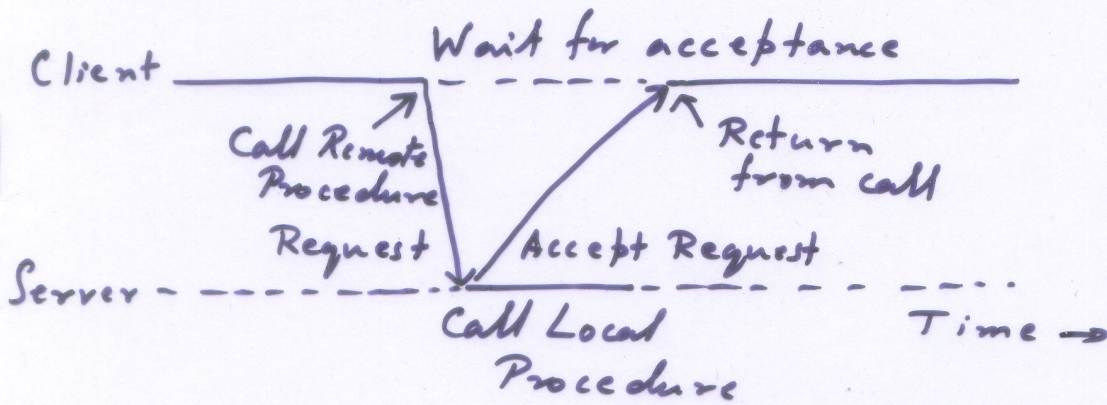 Wait for acceptance
Client
Call Remote
Procedure
Return
from call
Request
Accept Request
Server
Call Local
Procedure
Time